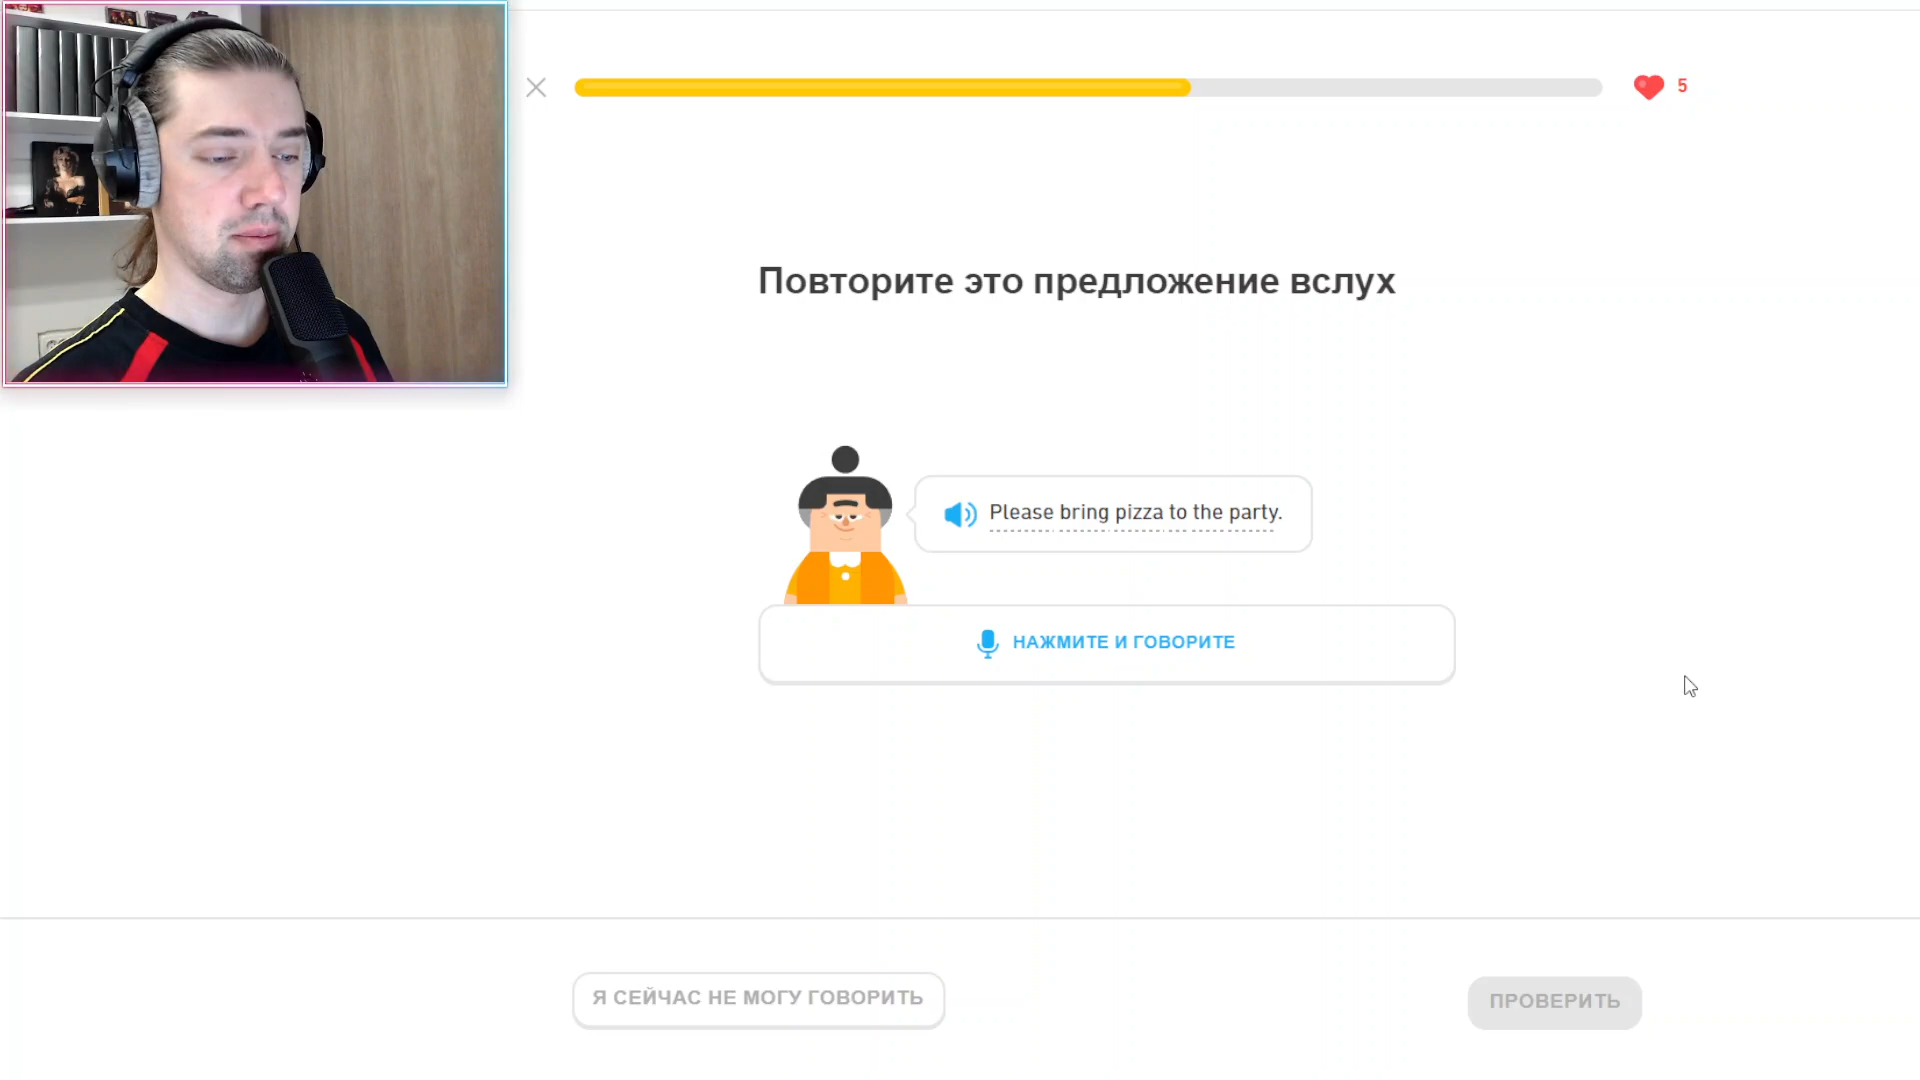 5
Повторите это предложение вслух
Please bring pizza to the party.
НАЖМИТЕ И ГОВОРИТЕ
Я СЕЙЧАС НЕ МОГУ ГОВОРИТЬ
ПРОВЕРИТЬ